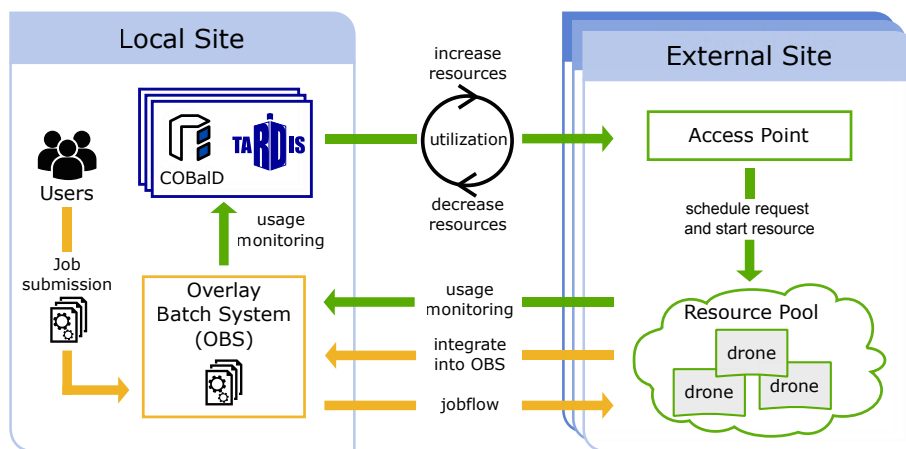 Local Site
External Site
increase
resources
utilization
decrease
resources
COBalD
TARDIS
Users
usage
monitoring
Access Point
schedule request
and start resource
Job
submission
Overlay
Batch System
(OBS)
usage
monitoring
integrate
into OBS
jobflow
Resource Pool
drone
drone
drone